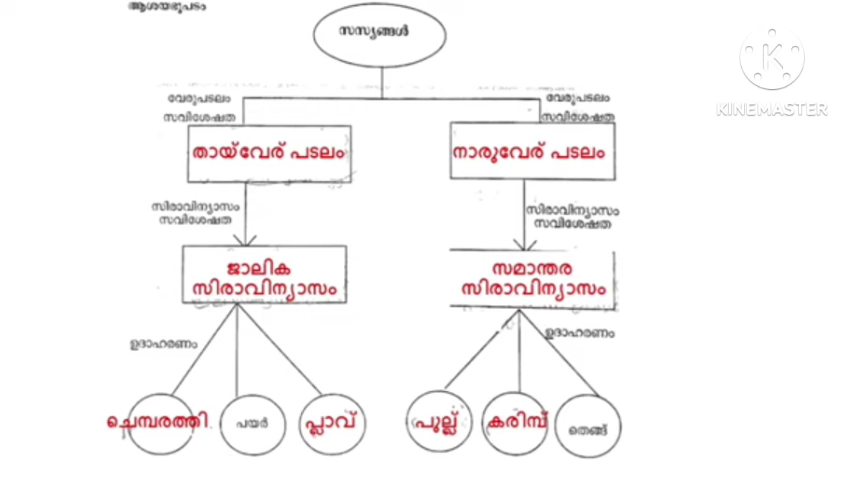 ആശയഭൂപടം
സസ്യങ്ങൾ
KINEMASTER
വേരുപടലം
സവിശേഷത
വേരുപടലം
സവിശേഷത
തായ്‌വേര് പടലം
നാരുവേര് പടലം
സിരാവിന്യാസം
സവിശേഷത
സിരാവിന്യാസം
സവിശേഷത
ജാലിക
സിരാവിന്യാസം
സമാന്തര
സിരാവിന്യാസം
ഉദാഹരണം
ഉദാഹരണം
ചെമ്പരത്തി
പയർ
പ്ലാവ്
പുല്ല്
കരിമ്പ്
തെങ്ങ്